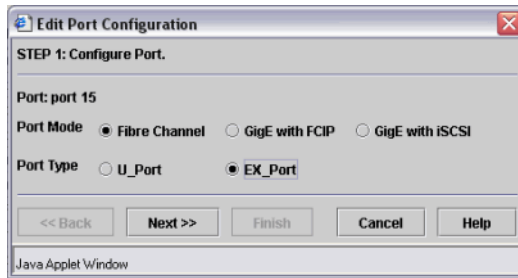 Edit Port Configuration
STEP 1: Configure Port.
Port: port 15
Port Mode Fibre Channel GigE with FCIP GigE with iSCSI
Port Type U_Port EX_Port
<< Back Next >> Finish Cancel Help
Java Applet Window